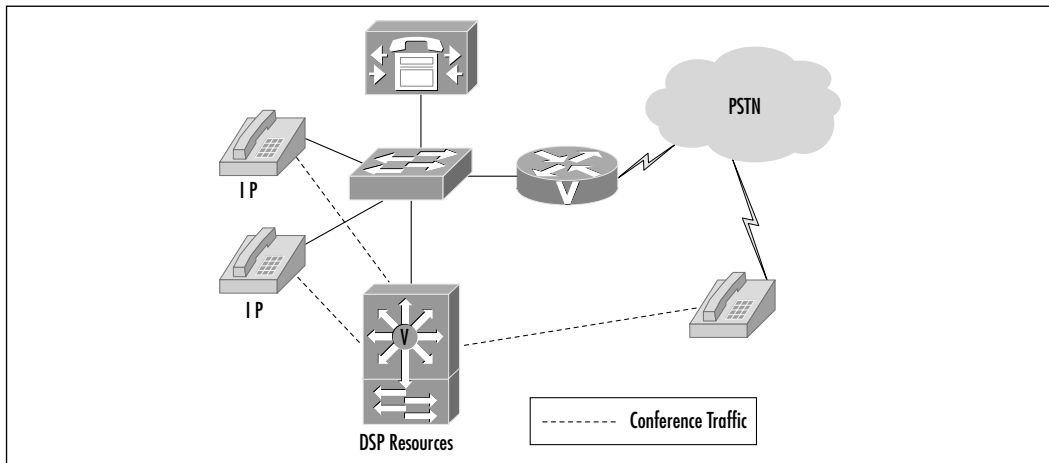 PSTN
I P
V
I P
V
DSP Resources
Conference Traffic